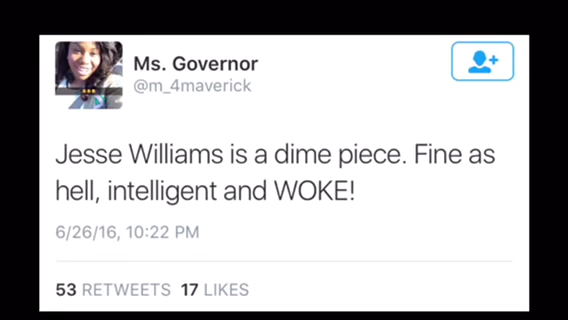 Ms. Governor
@m_4maverick
Jesse Williams is a dime piece. Fine as
hell, intelligent and WOKE!
6/26/16, 10:22 PM
53 RETWEETS 17 LIKES